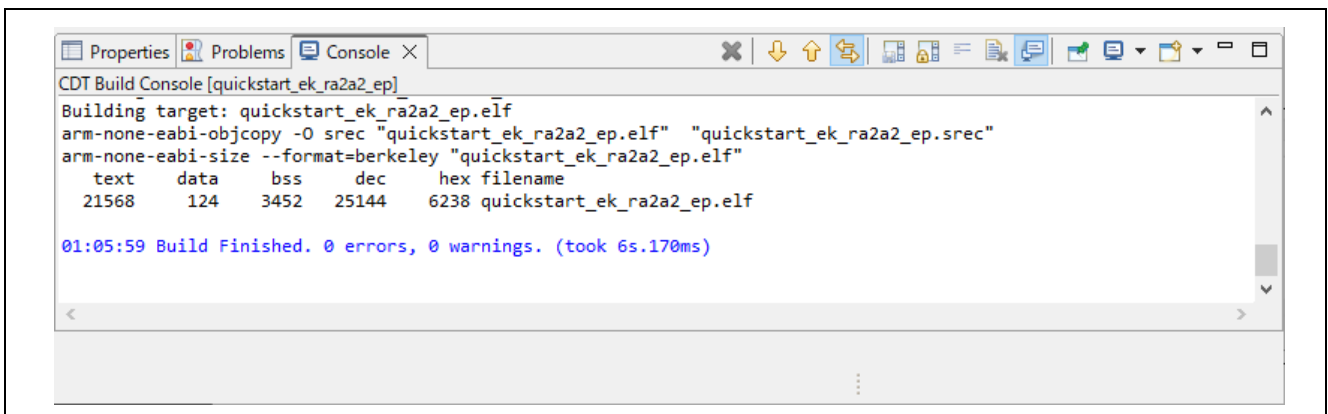 Properties Problems Console
CDT Build Console [quickstart_ek_ra2a2_ep]
Building target: quickstart_ek_ra2a2_ep.elf
arm-none-eabi-objcopy -O srec "quickstart_ek_ra2a2_ep.elf"  "quickstart_ek_ra2a2_ep.srec"
arm-none-eabi-size --format=berkeley "quickstart_ek_ra2a2_ep.elf"
   text    data     bss     dec     hex filename
  21568     124    3452   25144    6238 quickstart_ek_ra2a2_ep.elf
01:05:59 Build Finished. 0 errors, 0 warnings. (took 6s.170ms)